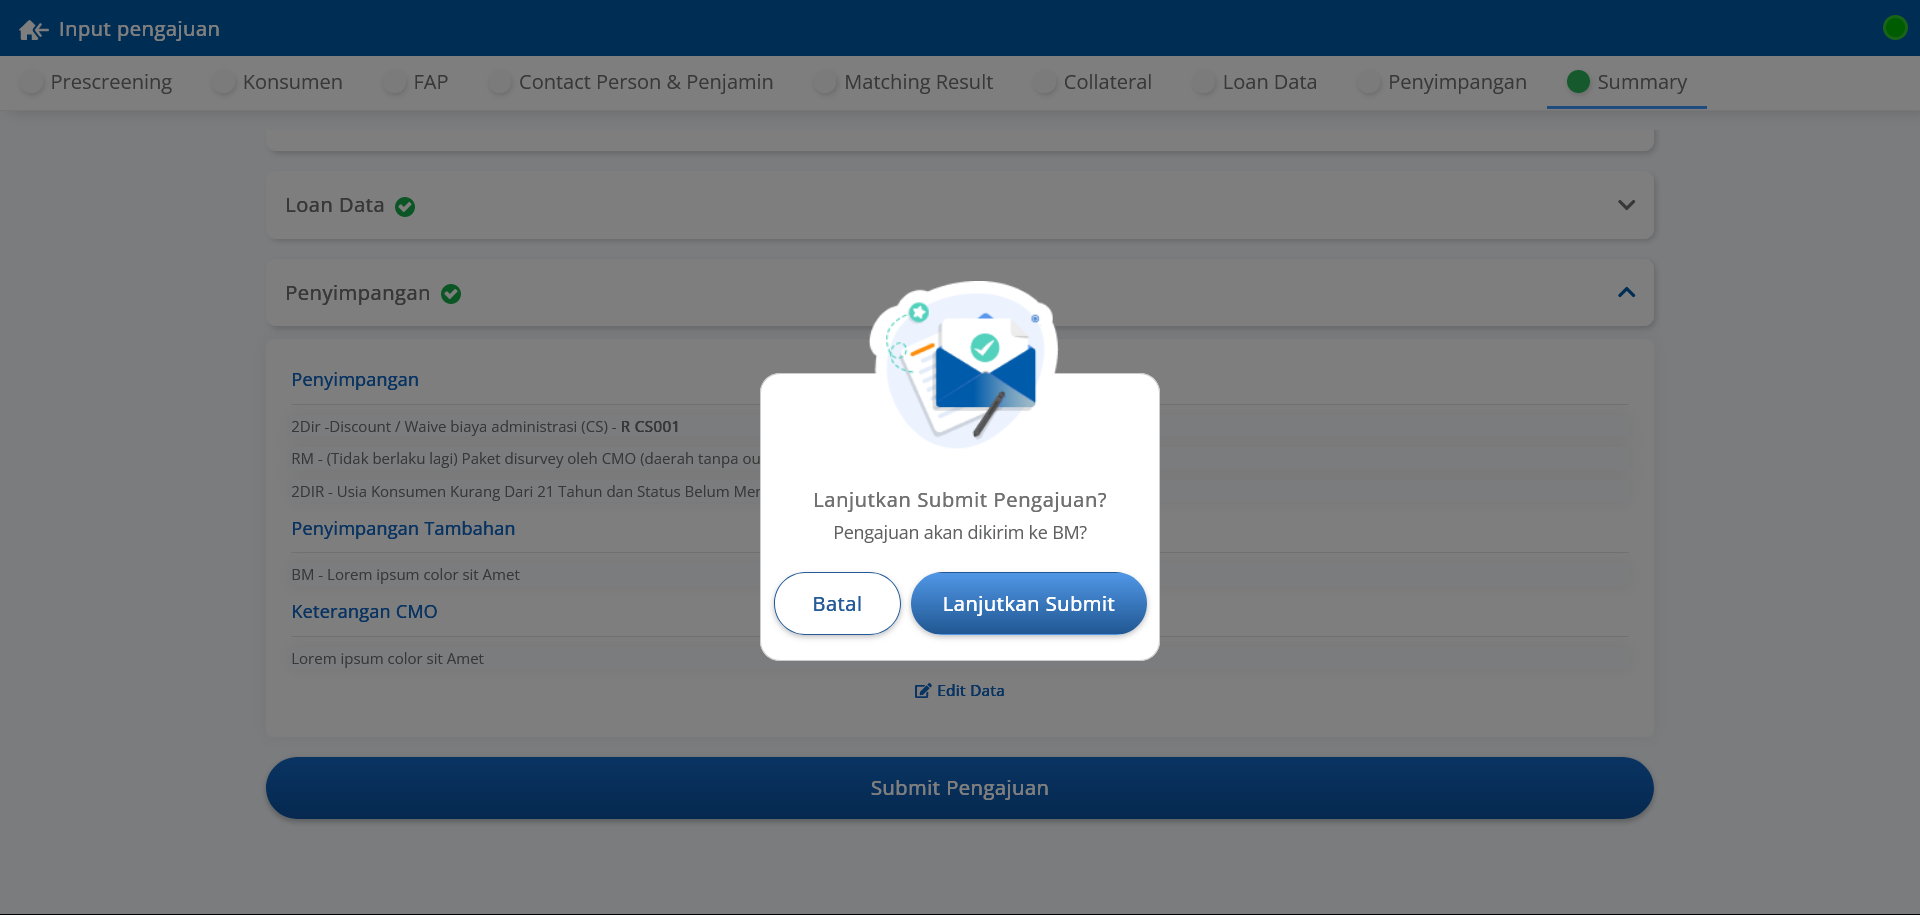 Input pengajuan
Prescreening Konsumen FAP Contact Person & Penjamin Matching Result Collateral Loan Data Penyimpangan Summary
Loan Data
Penyimpangan
Penyimpangan
2Dir -Discount / Waive biaya administrasi (CS) - R CS001
RM - (Tidak berlaku lagi) Paket disurvey oleh CMO (daerah tanpa
2DIR - Usia Konsumen Kurang Dari 21 Tahun dan Status Belum
Penyimpangan Tambahan
BM - Lorem ipsum color sit Amet
Keterangan CMO
Lorem ipsum color sit Amet
Edit Data
Submit Pengajuan
Lanjutkan Submit Pengajuan?
Pengajuan akan dikirim ke BM?
Batal
Lanjutkan Submit